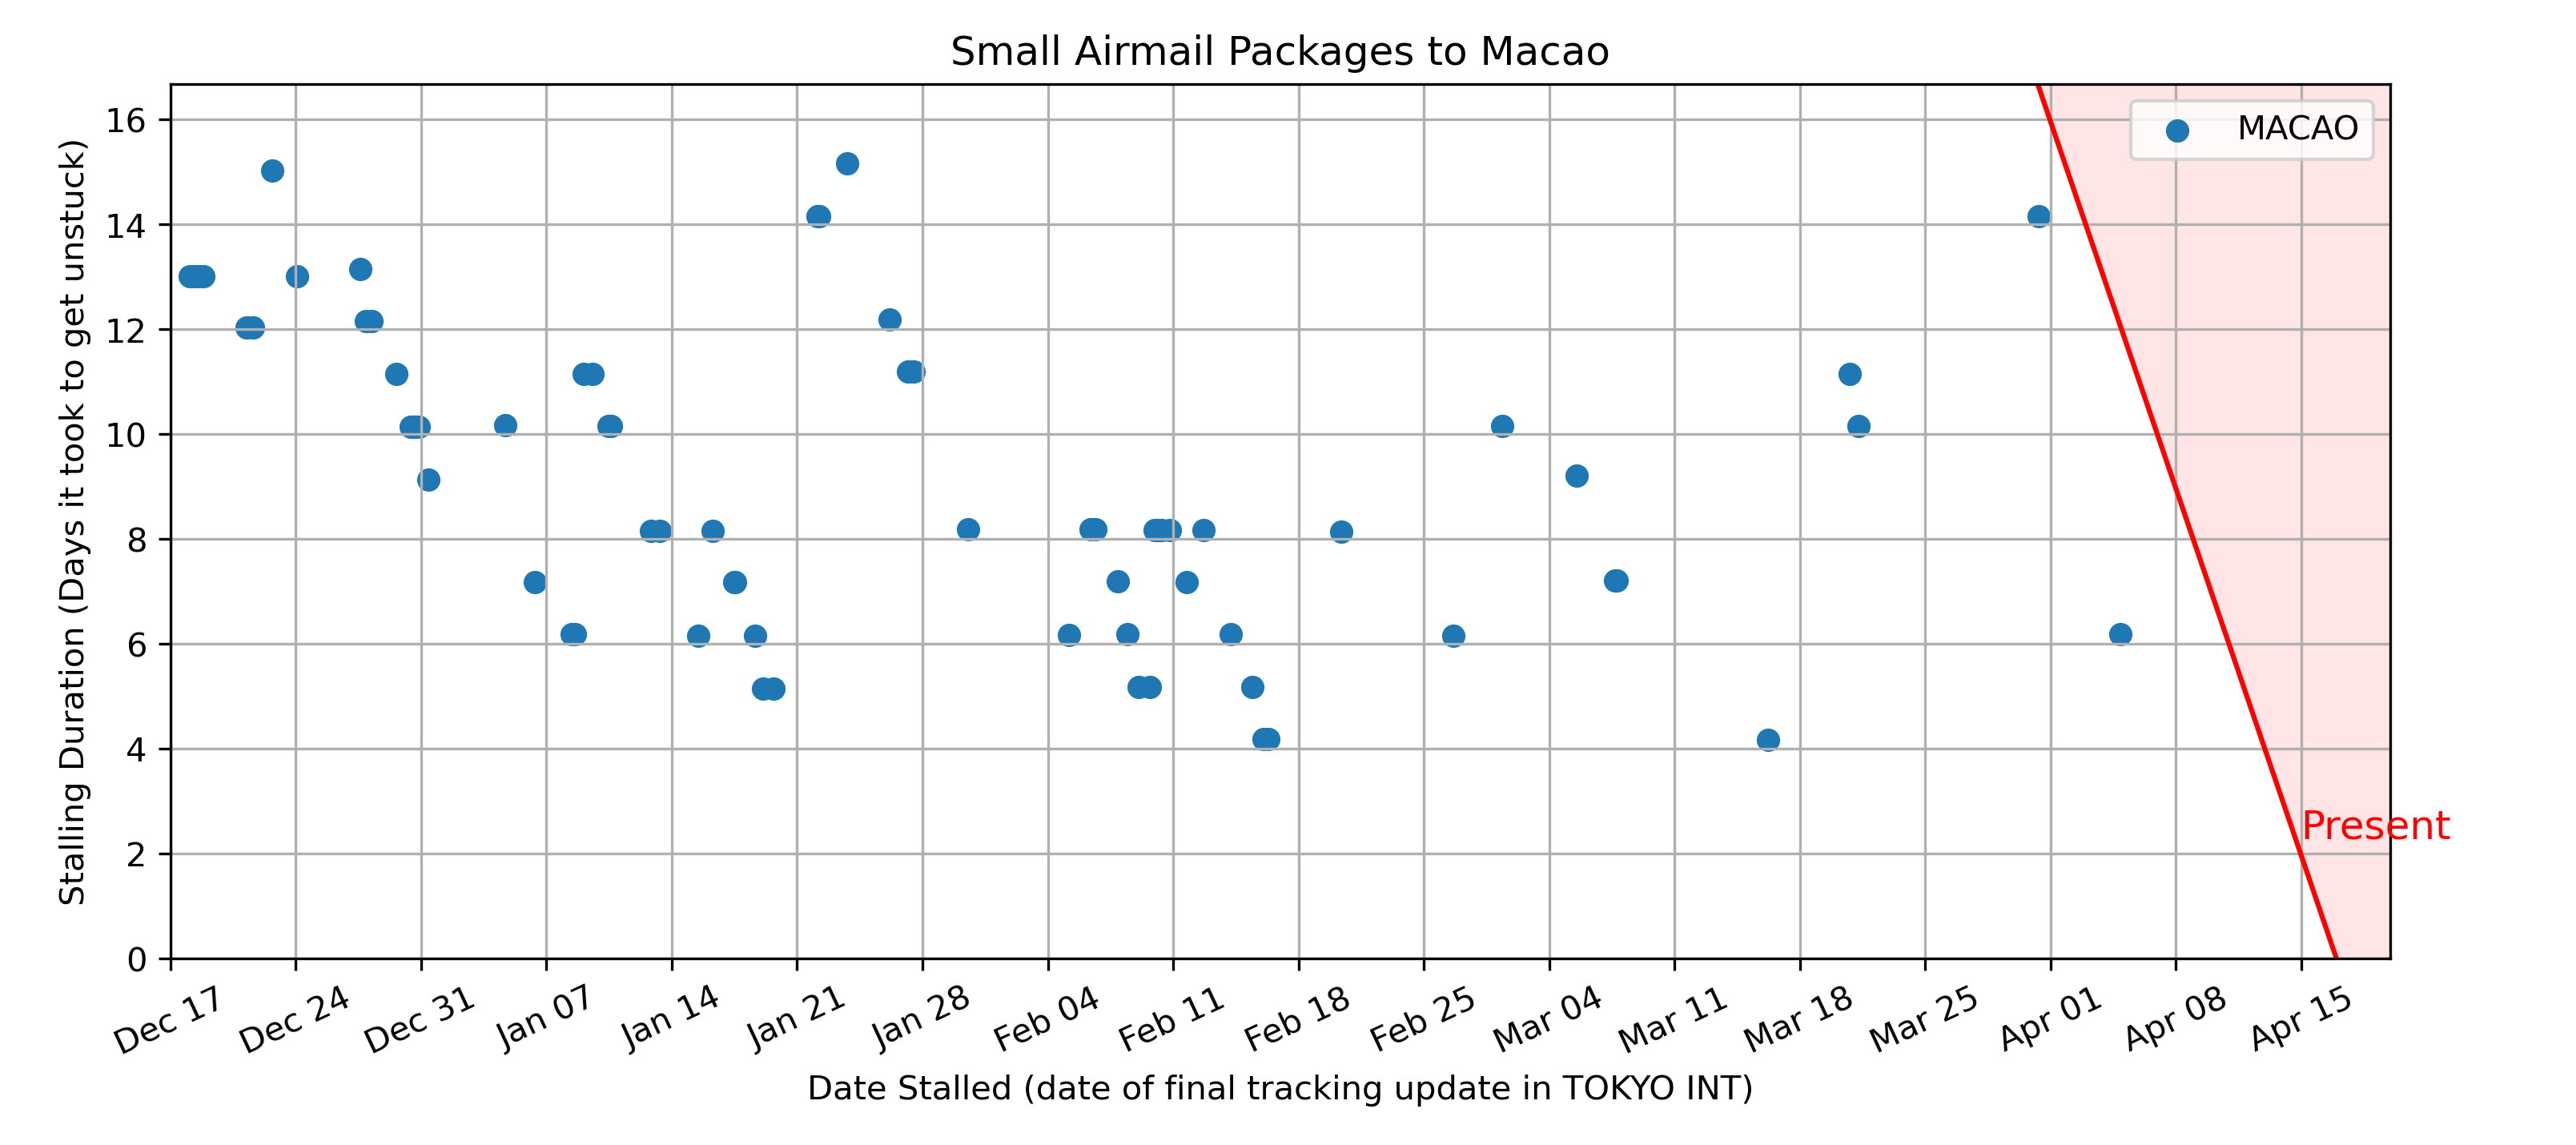 Small Airmail Packages to Macao
MACAO
Stalling Duration (Days it took to get unstuck)
16
14
12
10
8
6
4
2
0
Present
Dec 17 Dec 24 Dec 31 Jan 07 Jan 14 Jan 21 Jan 28 Feb 04 Feb 11 Feb 18 Feb 25 Mar 04 Mar 11 Mar 18 Mar 25 Apr 01 Apr 08 Apr 15
Date Stalled (date of final tracking update in TOKYO INT)